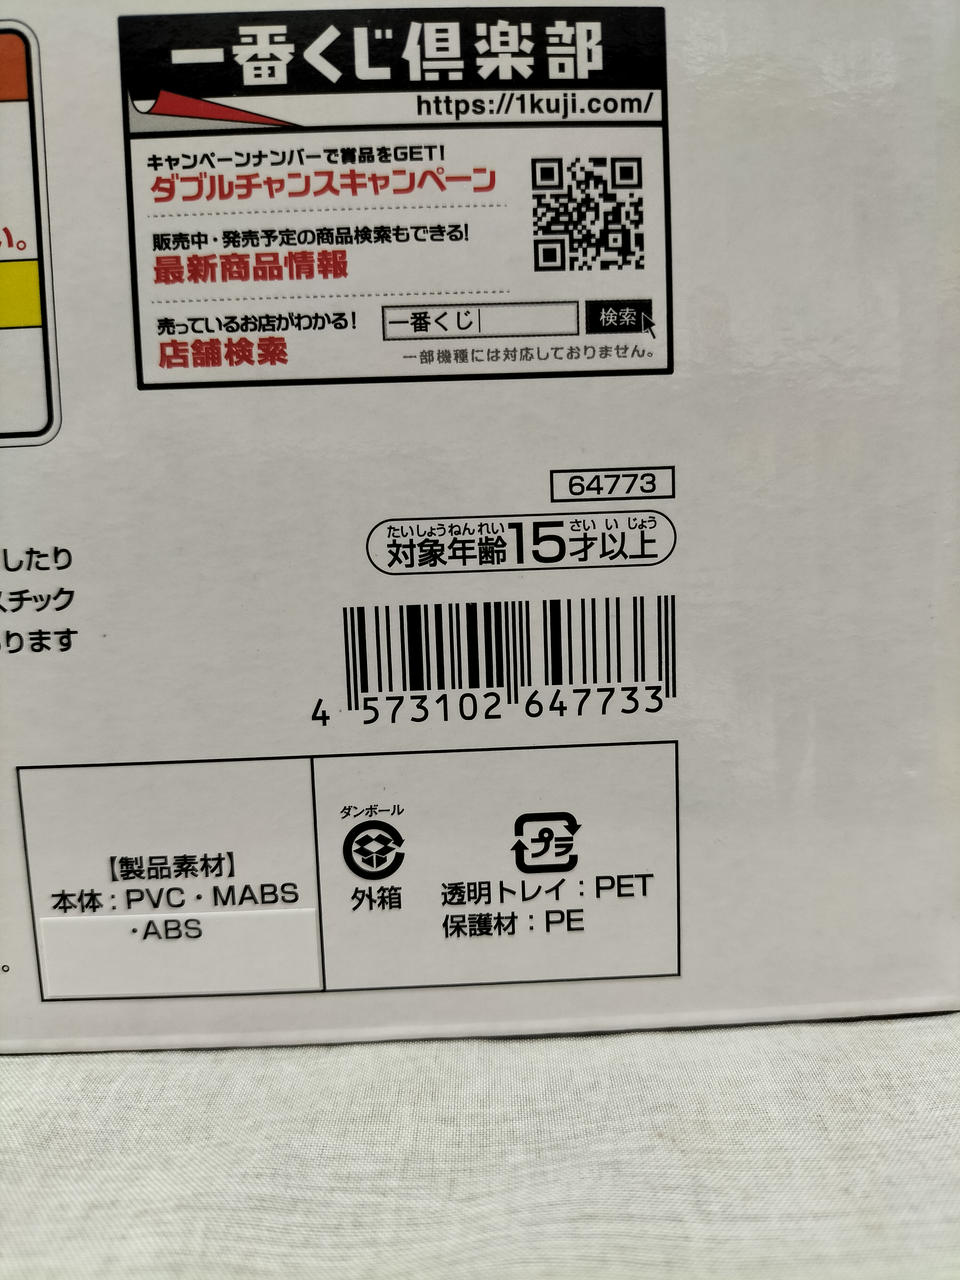 一番くじ倶楽部
https://1kuji.com/
キャンペーンナンバーで賞品をGET!
ダブルチャンスキャンペーン
販売中・発売予定の商品検索もできる!
最新商品情報
売っているお店がわかる!
店舗検索
一番くじ
検索
一部機種には対応しておりません。
い。
64773
たいしょうねんれい さい い じょう
対象年齢15才以上
したり
スチック
ります
4 573102 647733
【製品素材】
本体:PVC・MABS
・ABS
ダンボール
外箱
プラ
透明トレイ:PET
保護材:PE
。